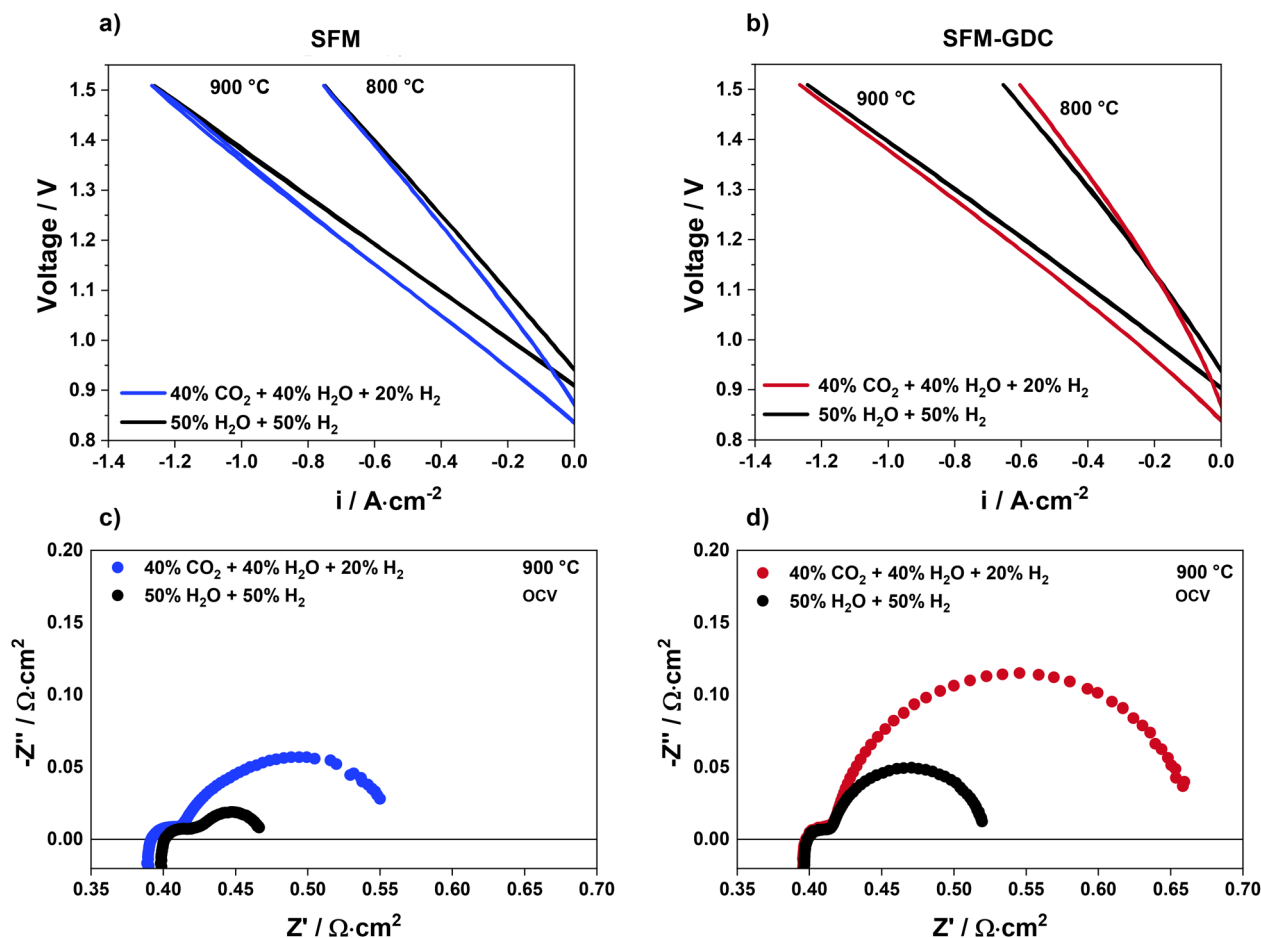 a)
SFM
900 °C
800 °C
Voltage / V
1.5
1.4
1.3
1.2
1.1
1.0
0.9
0.8
40% CO₂ + 40% H₂O + 20% H₂
50% H₂O + 50% H₂
-1.4 -1.2 -1.0 -0.8 -0.6 -0.4 -0.2 0.0
i / A·cm⁻²
b)
SFM-GDC
900 °C
800 °C
Voltage / V
1.5
1.4
1.3
1.2
1.1
1.0
0.9
0.8
40% CO₂ + 40% H₂O + 20% H₂
50% H₂O + 50% H₂
-1.4 -1.2 -1.0 -0.8 -0.6 -0.4 -0.2 0.0
i / A·cm⁻²
c)
0.20
0.15
0.10
0.05
0.00
-Z'' / Ω·cm²
40% CO₂ + 40% H₂O + 20% H₂
50% H₂O + 50% H₂
900 °C
OCV
0.35 0.40 0.45 0.50 0.55 0.60 0.65 0.70
Z' / Ω·cm²
d)
0.20
0.15
0.10
0.05
0.00
-Z'' / Ω·cm²
40% CO₂ + 40% H₂O + 20% H₂
50% H₂O + 50% H₂
900 °C
OCV
0.35 0.40 0.45 0.50 0.55 0.60 0.65 0.70
Z' / Ω·cm²